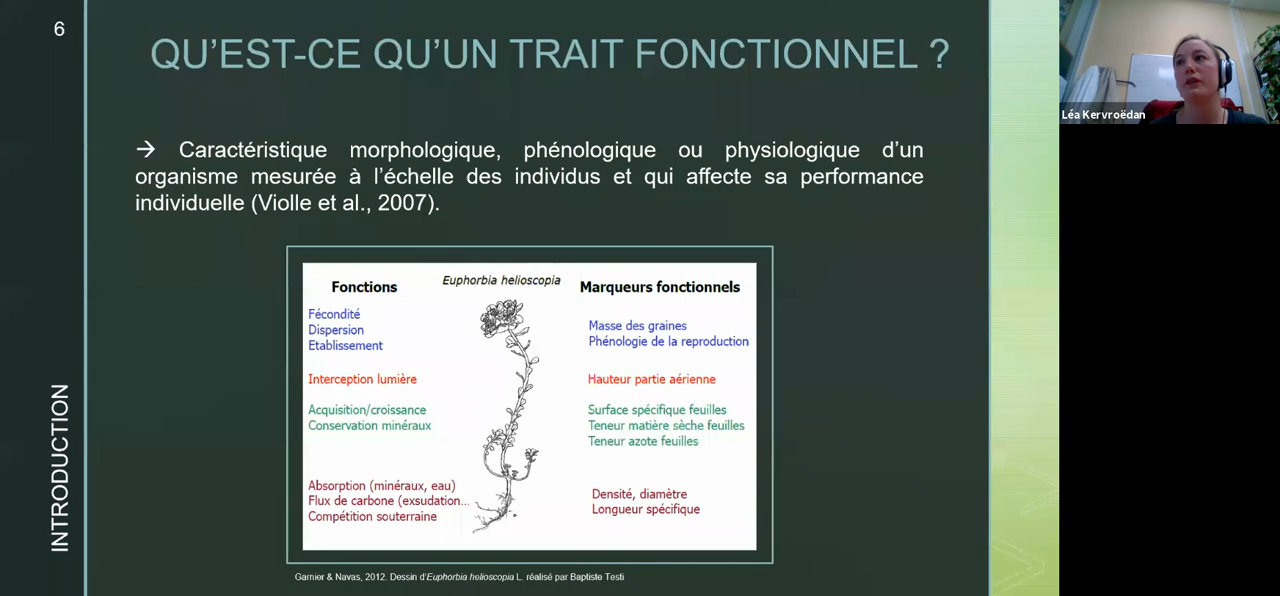 6
QU'EST-CE QU'UN TRAIT FONCTIONNEL ?
Léa Kervroëdan
→ Caractéristique morphologique, phénologique ou physiologique d'un
organisme mesurée à l'échelle des individus et qui affecte sa performance
individuelle (Violle et al., 2007).
Fonctions
Euphorbia helioscopia
Marqueurs fonctionnels
Fécondité
Dispersion
Etablissement
Masse des graines
Phénologie de la reproduction
Interception lumière
Hauteur partie aérienne
Acquisition/croissance
Conservation minéraux
Surface spécifique feuilles
Teneur matière sèche feuilles
Teneur azote feuilles
Absorption (minéraux, eau)
Flux de carbone (exsudation...
Compétition souterraine
Densité, diamètre
Longueur spécifique
Garnier & Navas, 2012. Dessin d'Euphorbia helioscopia L. réalisé par Baptiste Testi
INTRODUCTION